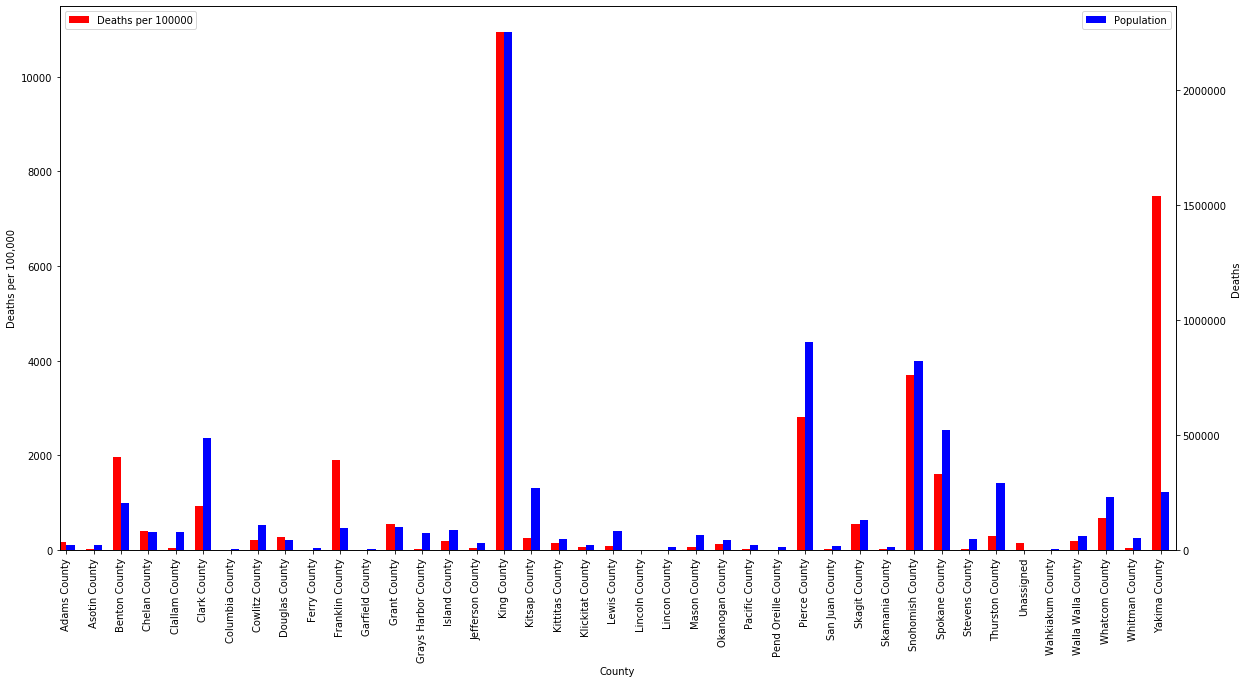 Deaths per 100000
Population
10000
8000
6000
4000
2000
0
Deaths per 100,000
2000000
1500000
1000000
500000
0
Deaths
Adams County
Asotin County
Benton County
Chelan County
Clallam County
Clark County
Columbia County
Cowlitz County
Douglas County
Ferry County
Franklin County
Garfield County
Grant County
Grays Harbor County
Island County
Jefferson County
King County
Kitsap County
Kittitas County
Klickitat County
Lewis County
Lincoln County
Lincon County
Mason County
Okanogan County
Pacific County
Pend Oreille County
Pierce County
San Juan County
Skagit County
Skamania County
Snohomish County
Spokane County
Stevens County
Thurston County
Unassigned
Wahkiakum County
Walla Walla County
Whatcom County
Whitman County
Yakima County
County